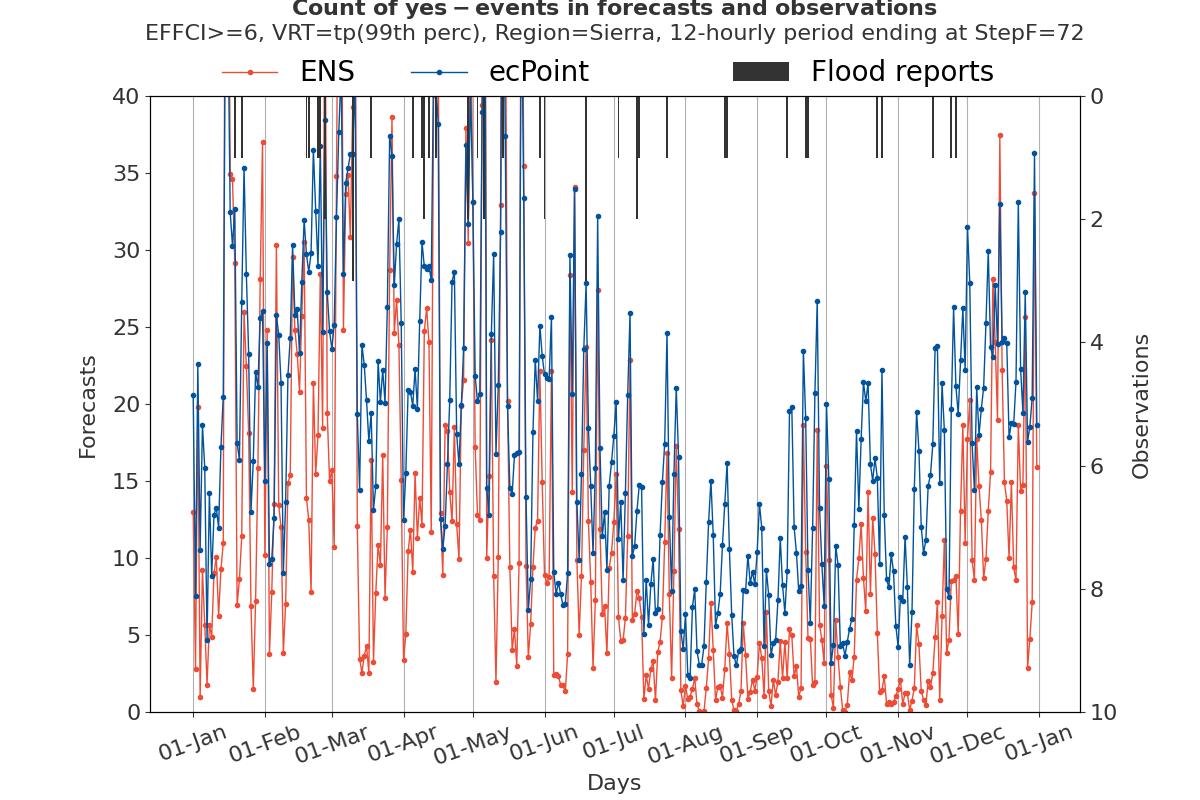 Count of yes − events in forecasts and observations
EFFCI>=6, VRT=tp(99th perc), Region=Sierra, 12-hourly period ending at StepF=72
ENS ecPoint Flood reports
40 0
35
30 2
25 4
20
15 6
10 8
5
0 10
Forecasts
Observations
01-Jan 01-Feb 01-Mar 01-Apr 01-May 01-Jun 01-Jul 01-Aug 01-Sep 01-Oct 01-Nov 01-Dec 01-Jan
Days